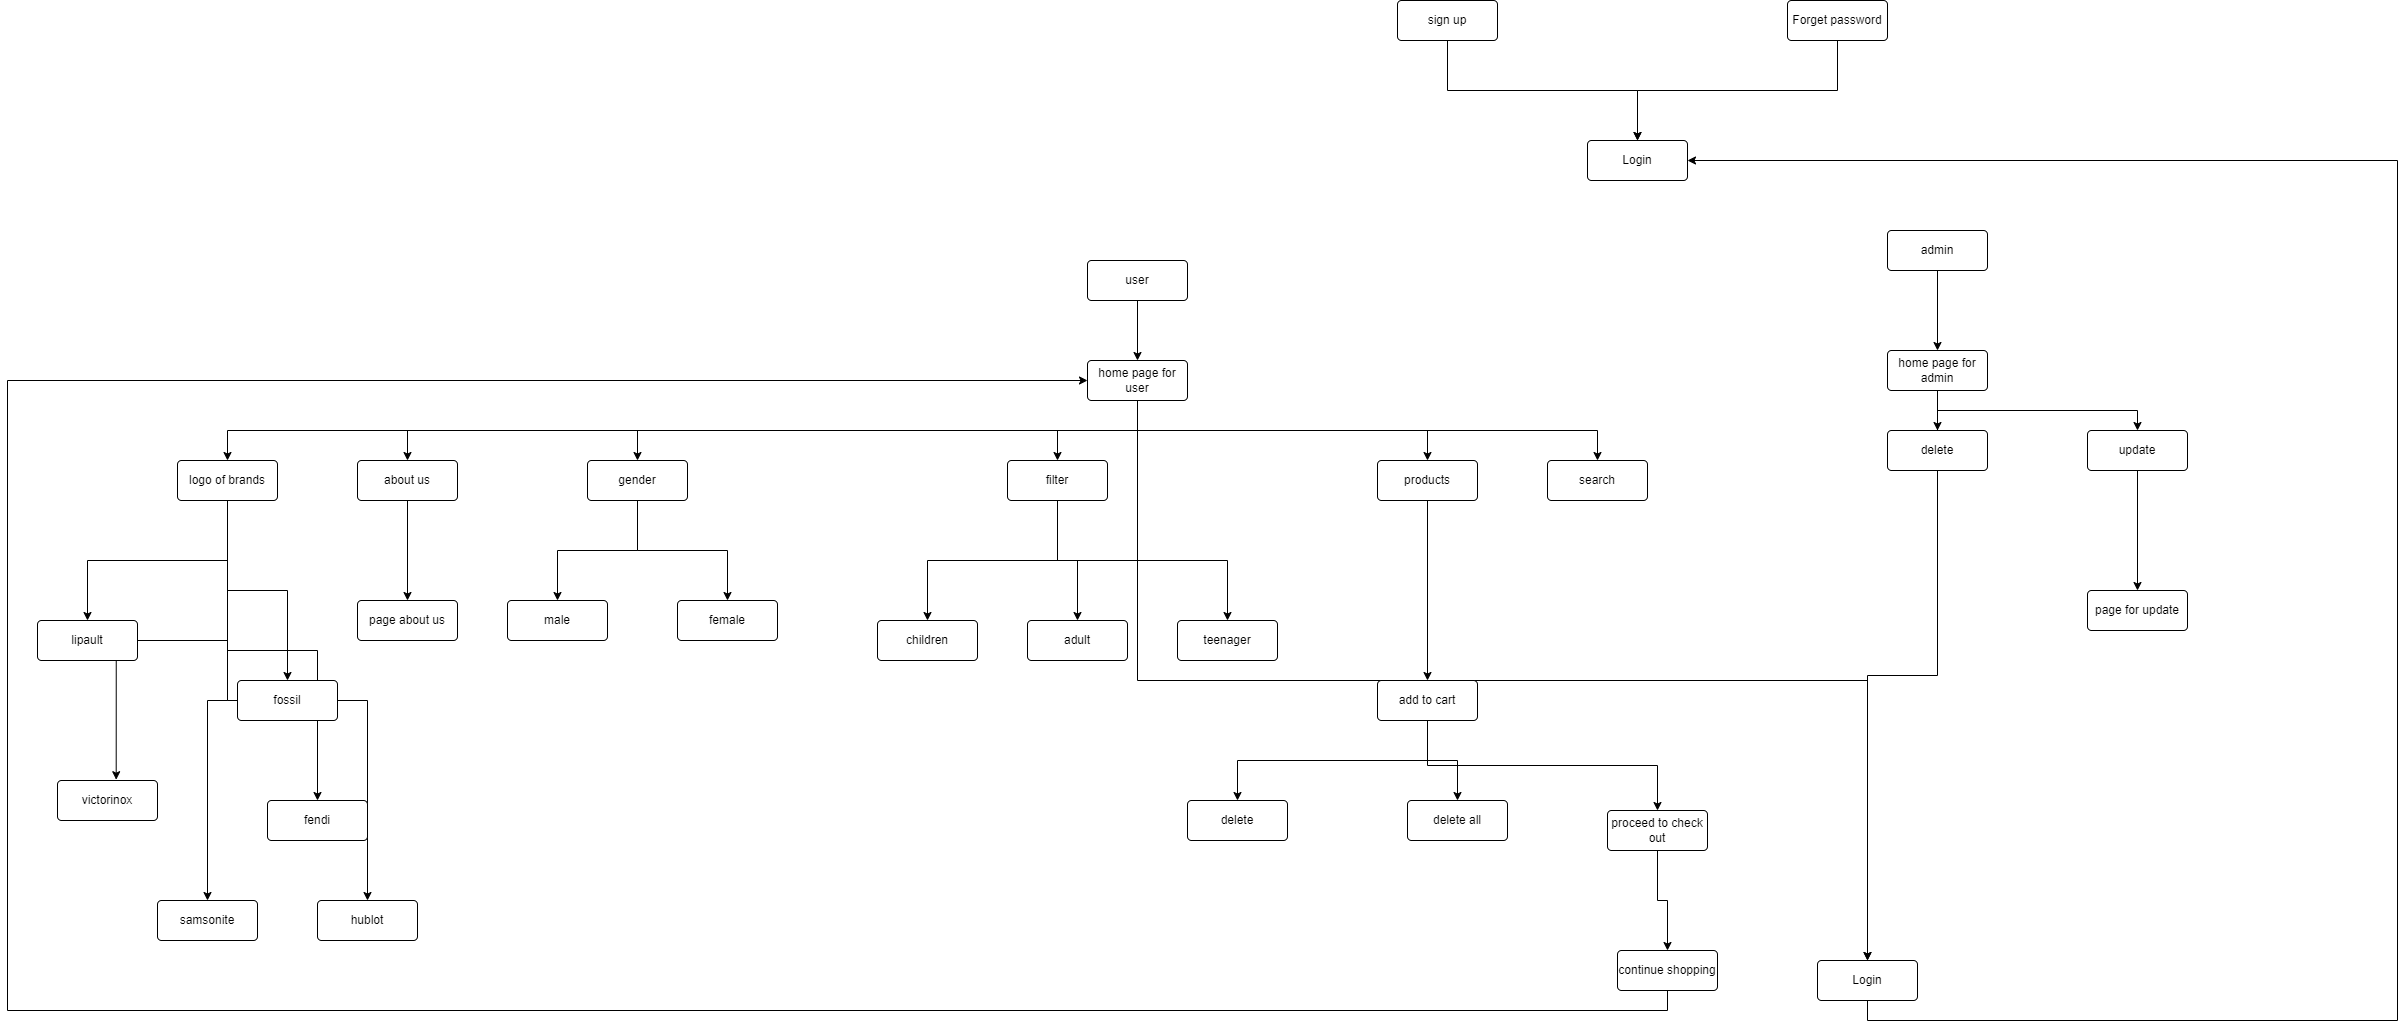 sign up
Forget password
Login
admin
user
home page for
user
home page for
admin
delete
update
logo of brands
about us
gender
filter
products
search
page about us
male
female
page for update
lipault
children
adult
teenager
fossil
add to cart
victorinox
fendi
delete
delete all
proceed to check
out
samsonite
hublot
continue shopping
Login